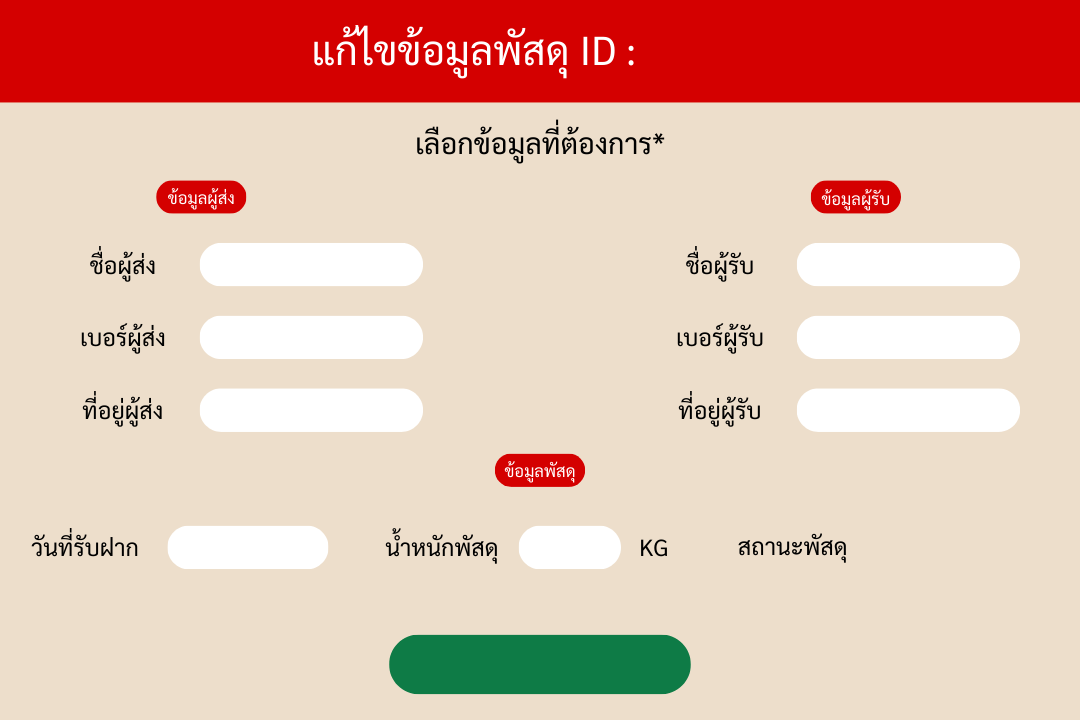 แก้ไขข้อมูลพัสดุ ID :
เลือกข้อมูลที่ต้องการ*
ข้อมูลผู้ส่ง ข้อมูลผู้รับ
ชื่อผู้ส่ง ชื่อผู้รับ
เบอร์ผู้ส่ง เบอร์ผู้รับ
ที่อยู่ผู้ส่ง ที่อยู่ผู้รับ
ข้อมูลพัสดุ
วันที่รับฝาก น้ำหนักพัสดุ KG สถานะพัสดุ